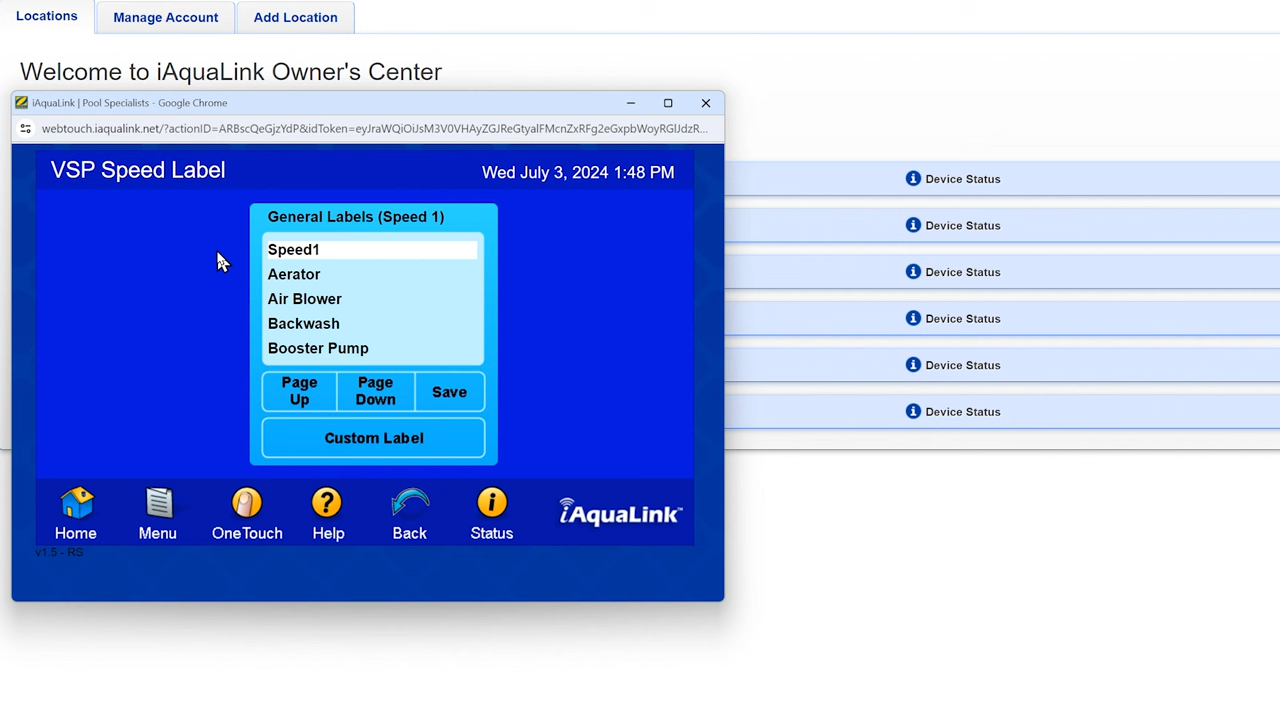 Locations
Manage Account
Add Location
Welcome to iAquaLink Owner's Center
iAquaLink | Pool Specialists - Google Chrome
webtouch.iaqualink.net/?actionID=ARBscQeGjzYdP&idToken=eyJraWQiOiJsM3V0VHAyZGJReGtyalFMcnZxRFg2eGxpbWoyRGlJdzR...
VSP Speed Label
Wed July 3, 2024 1:48 PM
General Labels (Speed 1)
Speed1
Aerator
Air Blower
Backwash
Booster Pump
Page Up
Page Down
Save
Custom Label
Home
Menu
OneTouch
Help
Back
Status
iAquaLink
v1.5 - RS
Device Status
Device Status
Device Status
Device Status
Device Status
Device Status